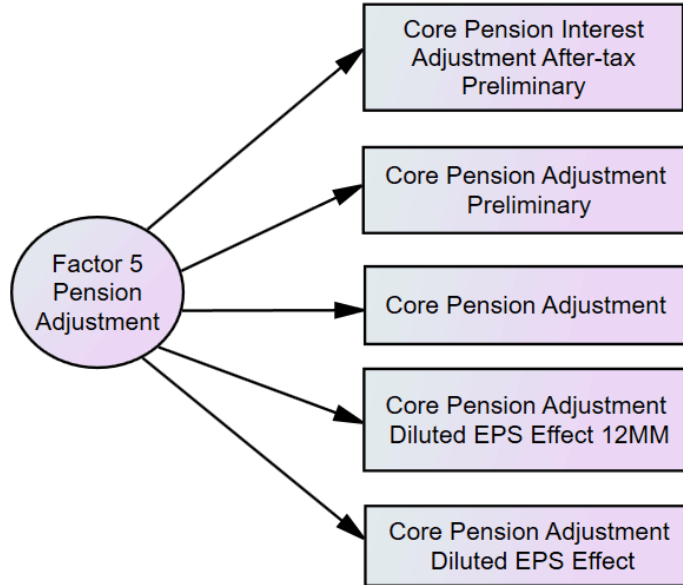 Core Pension Interest
Adjustment After-tax
Preliminary
Core Pension Adjustment
Preliminary
Factor 5
Pension
Adjustment
Core Pension Adjustment
Core Pension Adjustment
Diluted EPS Effect 12MM
Core Pension Adjustment
Diluted EPS Effect